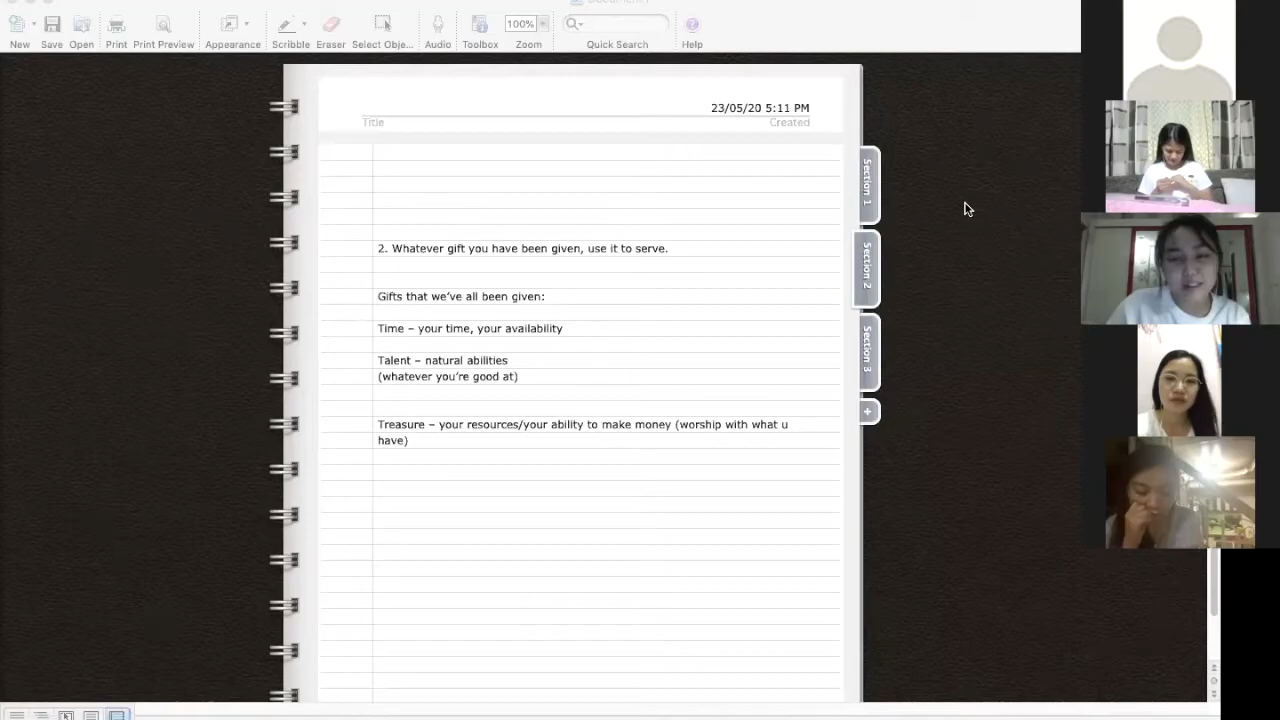 New
Save
Open
Print
Print Preview
Appearance
Scribble
Eraser
Select Obje...
Audio
Toolbox
100%
Zoom
Quick Search
Help
23/05/20 5:11 PM
Title
Created
Section 1
2. Whatever gift you have been given, use it to serve.
Section 2
Gifts that we've all been given:
Time – your time, your availability
Section 3
Talent – natural abilities
(whatever you're good at)
+
Treasure – your resources/your ability to make money (worship with what u
have)